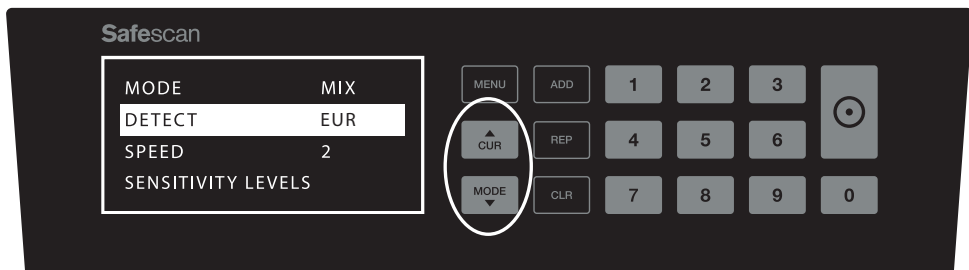 Safescan
MODE MIX
DETECT EUR
SPEED 2
SENSITIVITY LEVELS
MENU ADD 1 2 3
CUR REP 4 5 6
MODE CLR 7 8 9 0